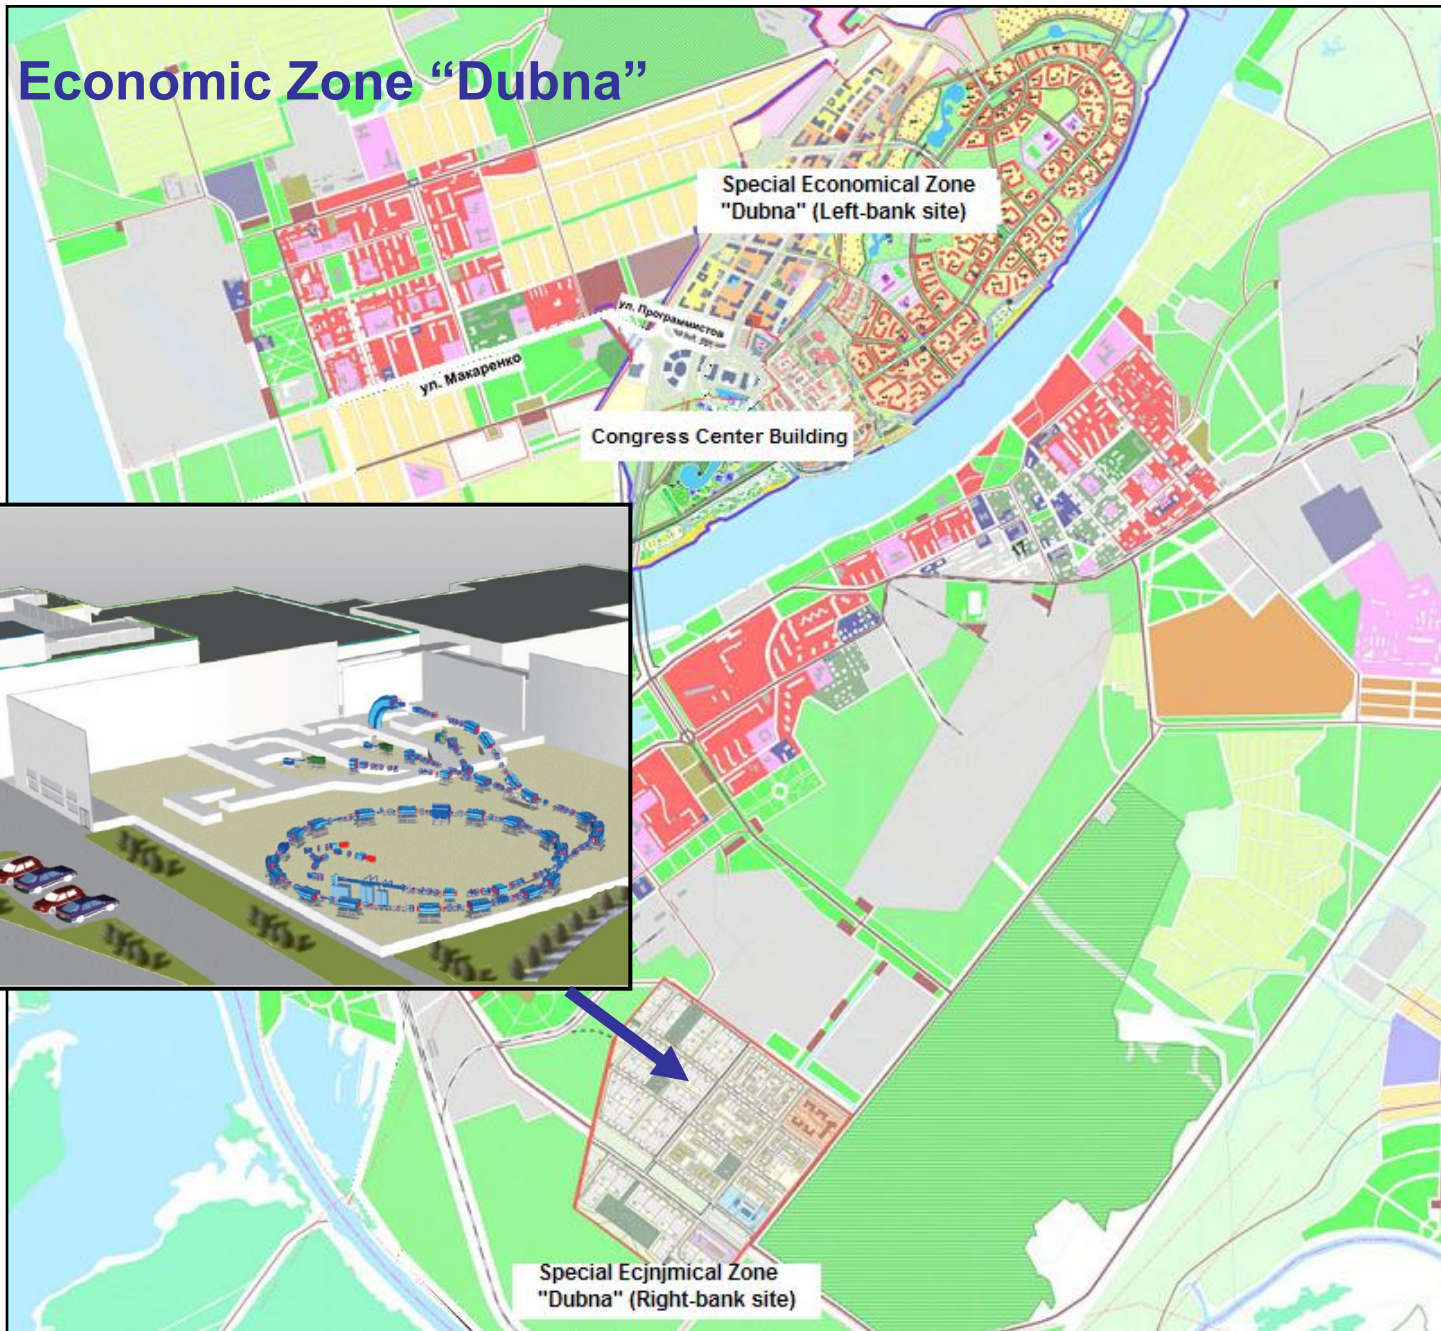 Economic Zone “Dubna”
Special Economical Zone
"Dubna" (Left-bank site)
ул. Программистов
ул. Макаренко
Congress Center Building
17
Special Ecjnjmical Zone
"Dubna" (Right-bank site)